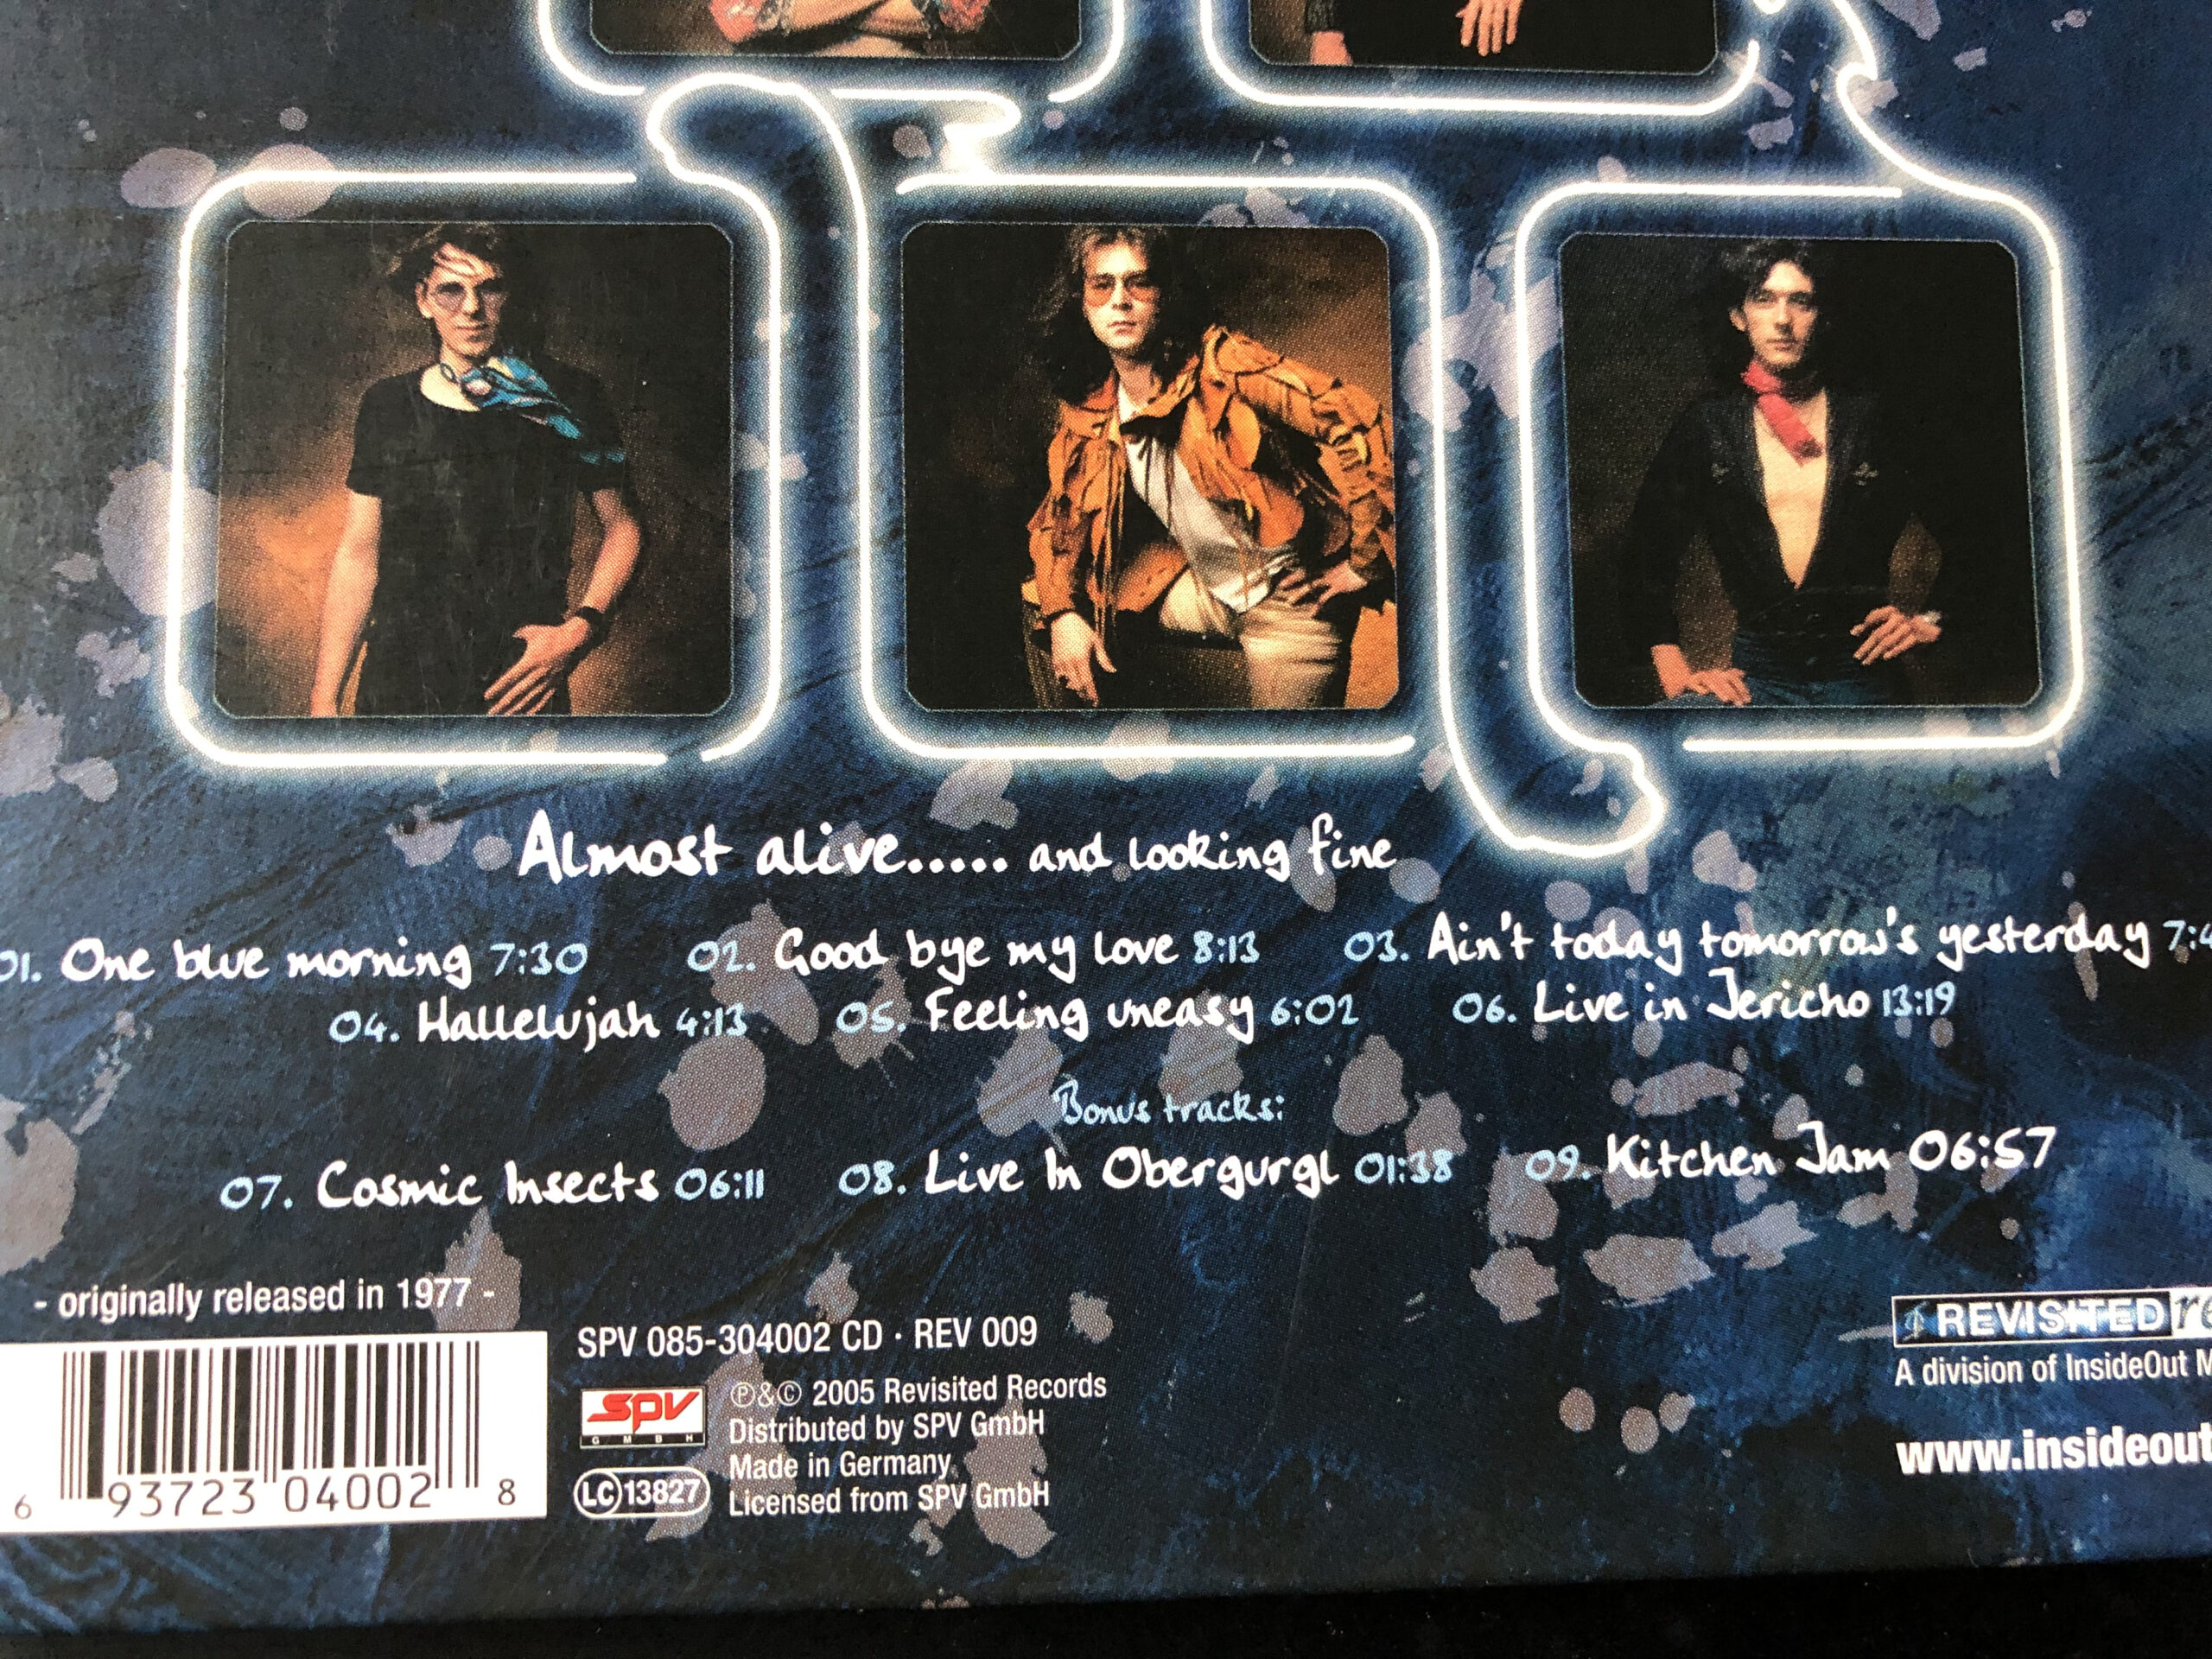 Almost alive..... and looking fine
01. One blue morning 7:30 02. Good bye my love 8:13 03. Ain't today tomorrow's yesterday 7:4
04. Hallelujah 4:13 05. Feeling uneasy 6:02 06. Live in Jericho 13:19
Bonus tracks:
07. Cosmic Insects 06:11 08. Live In Obergurgl 01:38 09. Kitchen Jam 06:57
- originally released in 1977 -
6 93723 04002 8
SPV 085-304002 CD · REV 009
SPV
GMBH
LC 13827
℗&© 2005 Revisited Records
Distributed by SPV GmbH
Made in Germany
Licensed from SPV GmbH
REVISITED re
A division of InsideOut M
www.insideout